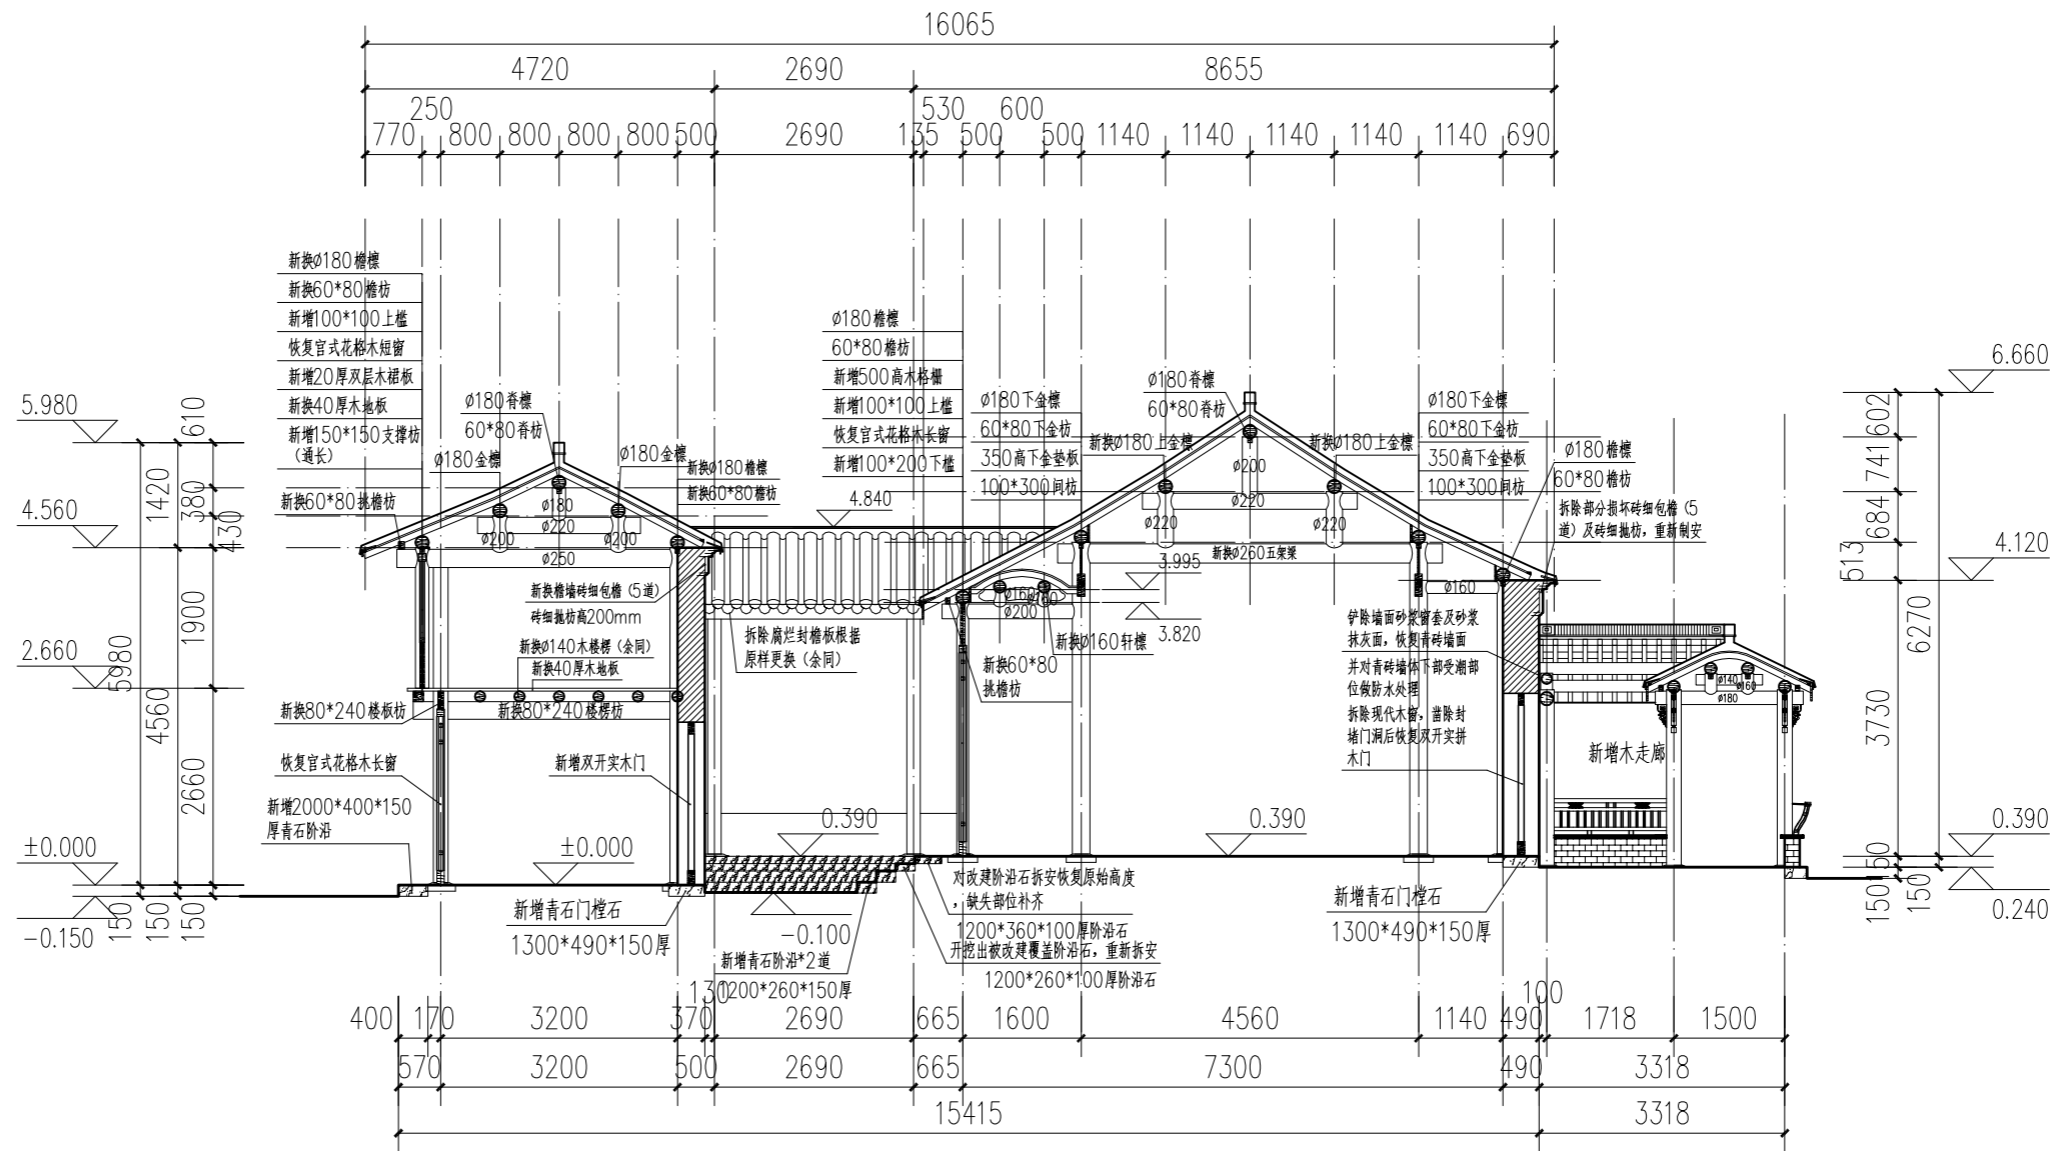 16065
4720 2690 8655
250 530 600
770 800 800 800 800 500 2690 135 500 500 1140 1140 1140 1140 1140 690
新换ø180檐檩
新换60*80檐枋
新增100*100上槛
恢复官式花格木短窗
新增20厚双层木裙板
新换40厚木地板
新增150*150支撑枋
（通长）
新换60*80挑檐枋
ø180脊檩
60*80脊枋
ø180金檩
ø180金檩
新换ø180檐檩
新换60*80檐枋
ø180
ø220
ø200
ø200
ø250
ø180檐檩
60*80檐枋
新增500高木格栅
新增100*100上槛
恢复官式花格木长窗
新增100*200下槛
4.840
ø180下金檩
60*80下金枋
350高下金垫板
100*300间枋
ø180脊檩
60*80脊枋
新换ø180上金檩
新换ø180上金檩
ø180下金檩
60*80下金枋
350高下金垫板
100*300间枋
ø180檐檩
60*80檐枋
拆除部分损坏砖细包檐（5
道）及砖细抛枋，重新制安
ø200
ø220
ø220
ø220
新换ø260五架梁
ø160
ø160
ø160
ø200
3.995
3.820
5.980
4.560
2.660
±0.000
-0.150
610
380
430
1420
1900
2660
5980
4560
150
150
150
6.660
4.120
0.390
0.240
602
741
684
513
3730
6270
150
150
150
新换檐墙砖细包檐（5道）
砖细抛枋高200mm
新换ø140木楼楞（余同）
新换40厚木地板
新换80*240楼板枋
新换80*240楼楞枋
拆除腐烂封檐板根据
原样更换（余同）
新换ø160轩檩
新换60*80
挑檐枋
铲除墙面砂浆窗套及砂浆
抹灰面，恢复青砖墙面
并对青砖墙体下部受潮部
位做防水处理
拆除现代木窗，凿除封
堵门洞后恢复双开实拼
木门
ø140
ø160
ø180
新增木走廊
恢复官式花格木长窗
新增双开实木门
新增2000*400*150
厚青石阶沿
±0.000
0.390
0.390
-0.100
新增青石门樘石
1300*490*150厚
新增青石阶沿*2道
1200*260*150厚
对改建阶沿石拆安恢复原始高度
，缺失部位补齐
1200*360*100厚阶沿石
开挖出被改建覆盖阶沿石，重新拆安
1200*260*100厚阶沿石
新增青石门樘石
1300*490*150厚
130 100
400 170 3200 370 2690 665 1600 4560 1140 490 1718 1500
570 3200 500 2690 665 7300 490 3318
15415 3318